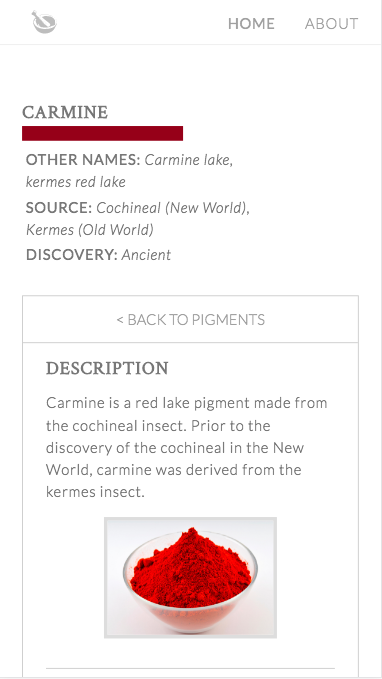 HOME ABOUT
CARMINE
OTHER NAMES: Carmine lake,
kermes red lake
SOURCE: Cochineal (New World),
Kermes (Old World)
DISCOVERY: Ancient
< BACK TO PIGMENTS
DESCRIPTION
Carmine is a red lake pigment made from
the cochineal insect. Prior to the
discovery of the cochineal in the New
World, carmine was derived from the
kermes insect.